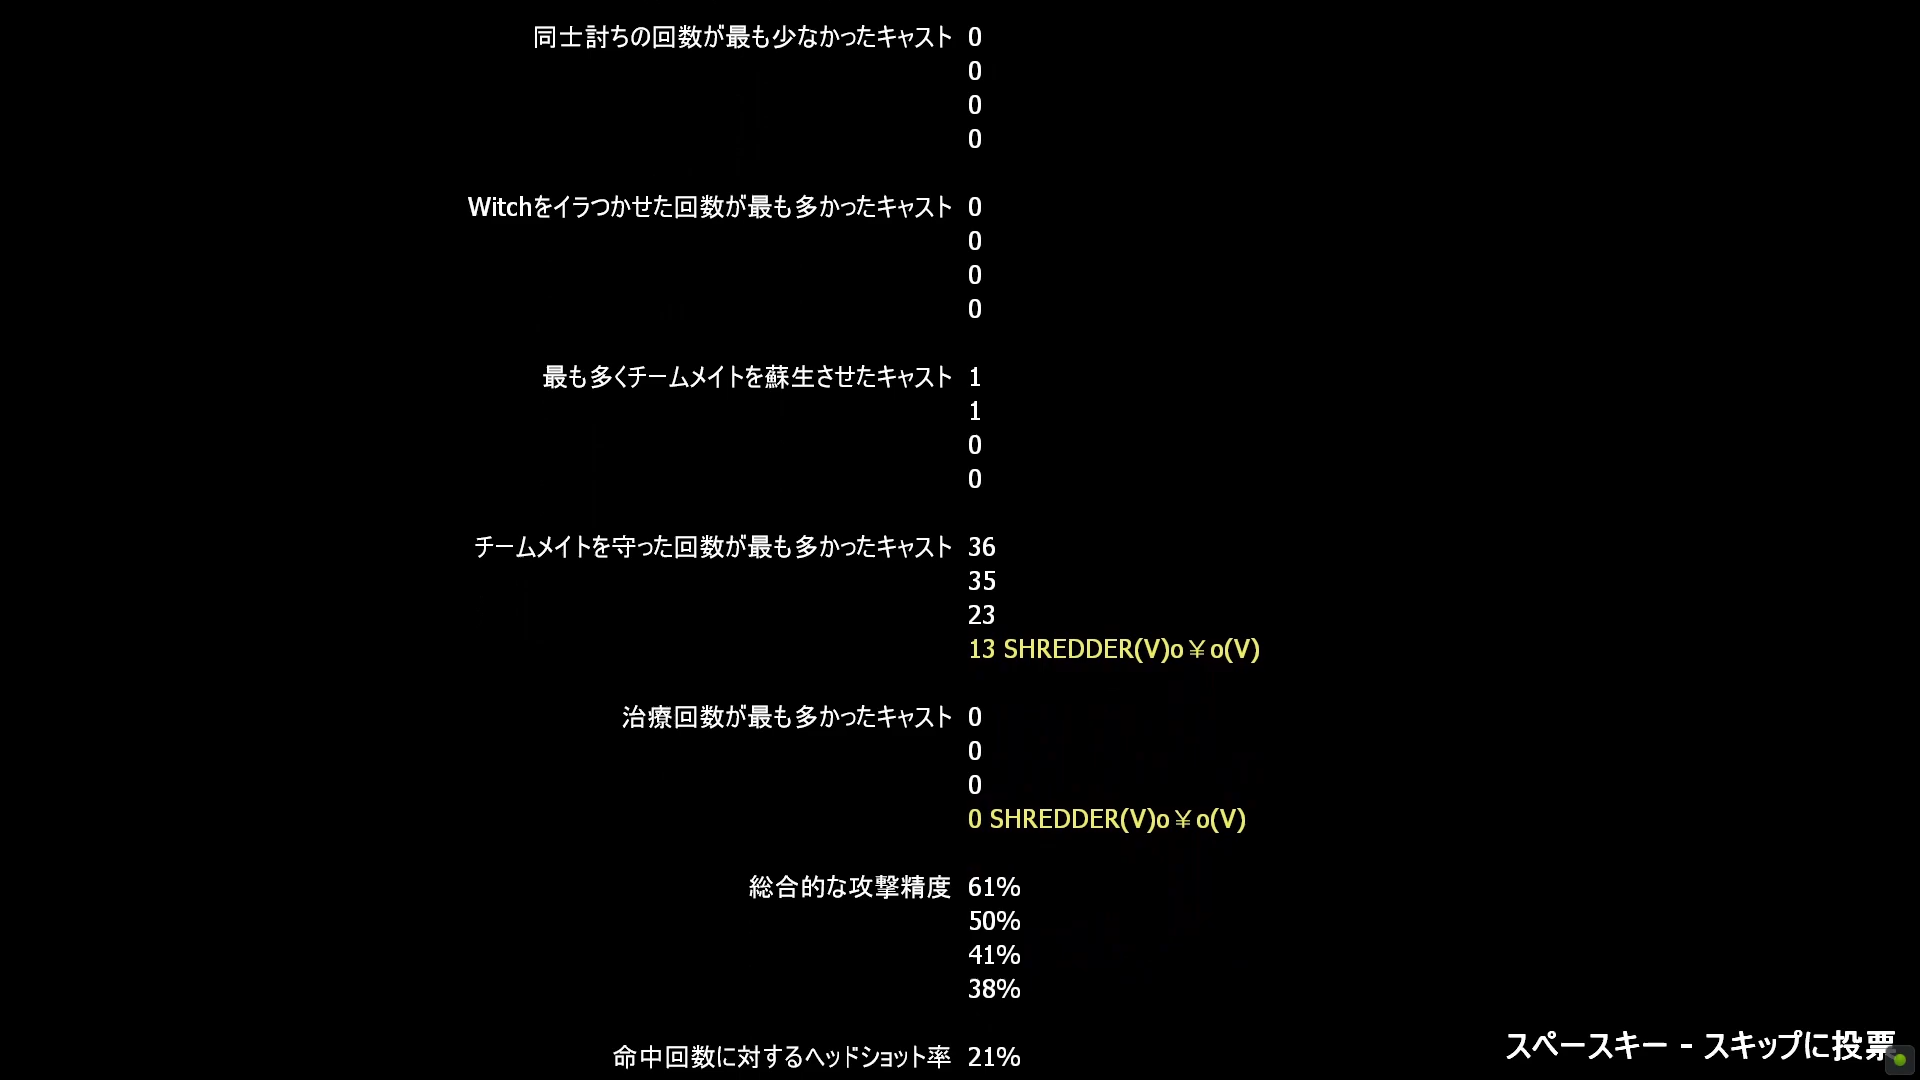 同士討ちの回数が最も少なかったキャスト 0
0
0
0
Witchをイラつかせた回数が最も多かったキャスト 0
0
0
0
最も多くチームメイトを蘇生させたキャスト 1
1
0
0
チームメイトを守った回数が最も多かったキャスト 36
35
23
13 SHREDDER(V)o￥o(V)
治療回数が最も多かったキャスト 0
0
0
0 SHREDDER(V)o￥o(V)
総合的な攻撃精度 61%
50%
41%
38%
命中回数に対するヘッドショット率 21%
スペースキー - スキップに投票